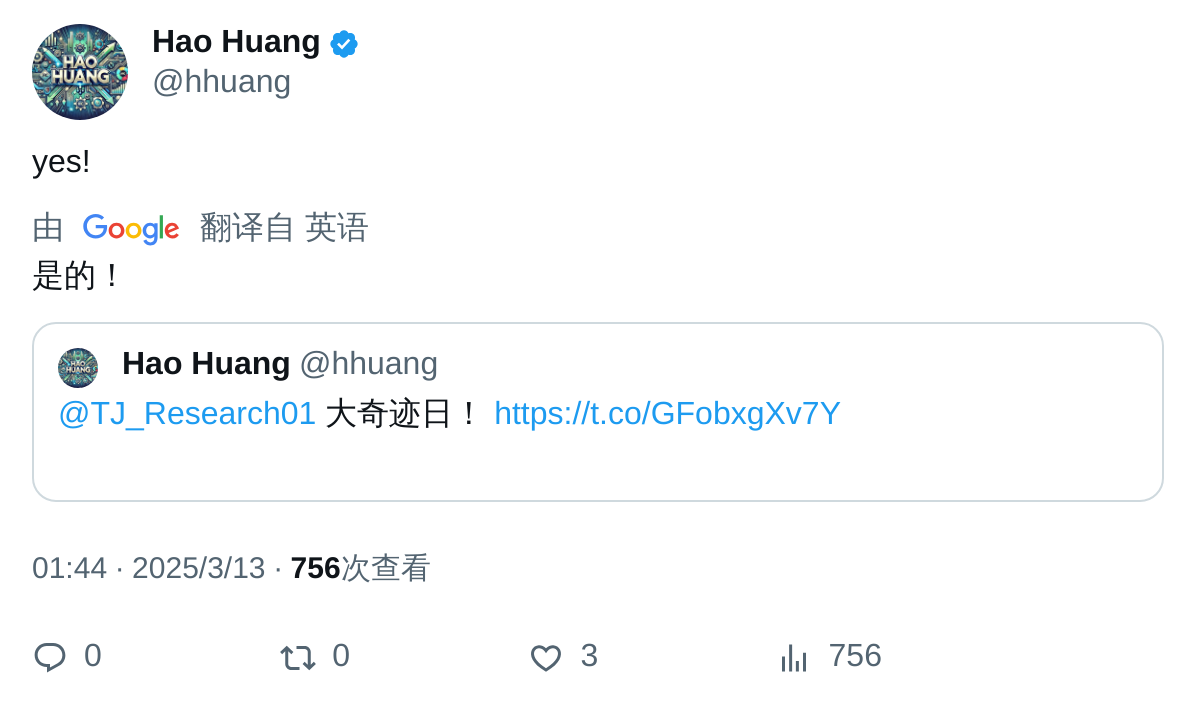 HAO
HUANG
Hao Huang
@hhuang
yes!
由 Google 翻译自 英语
是的！
HAO
HUANG
Hao Huang @hhuang
@TJ_Research01 大奇迹日！ https://t.co/GFobxgXv7Y
01:44 · 2025/3/13 · 756次查看
0 0 3 756